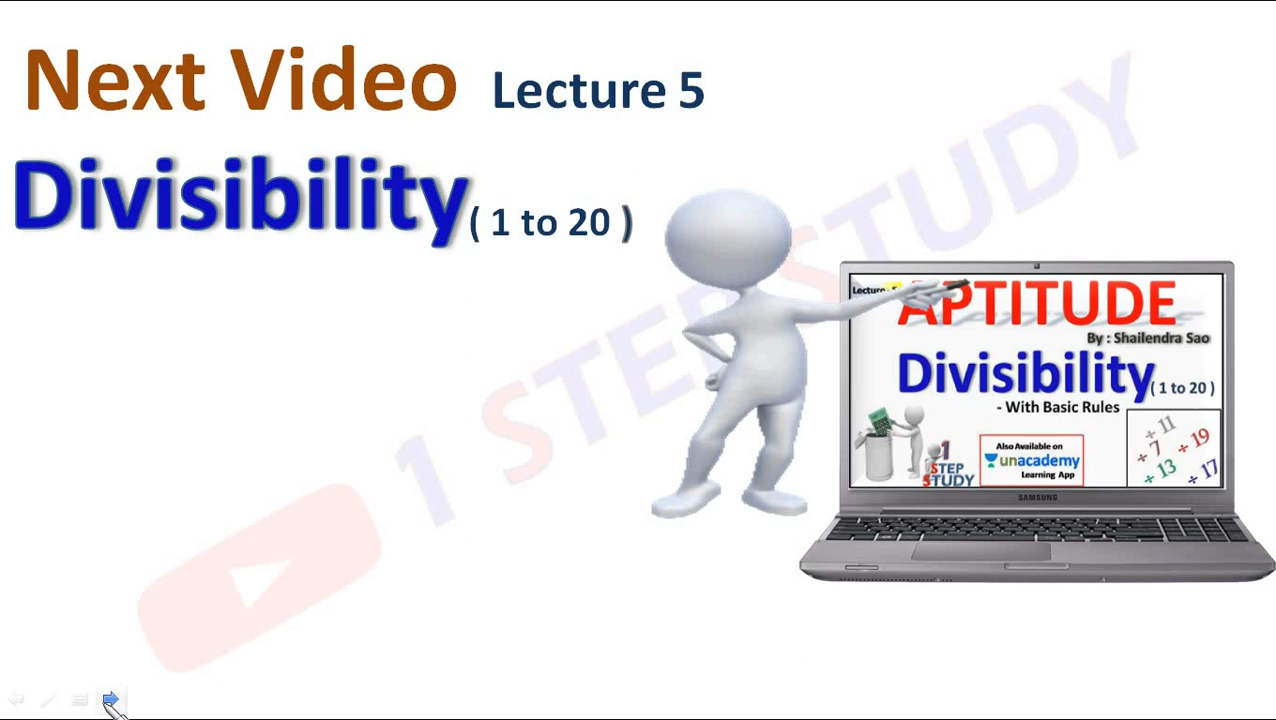 Next Video Lecture 5
Divisibility ( 1 to 20 )
1 STEP STUDY
APTITUDE
By : Shailendra Sao
Divisibility ( 1 to 20 )
- With Basic Rules
1 STEP STUDY
Also Available on
unacademy
Learning App
÷ 11
÷ 7 ÷ 19
÷ 13 ÷ 17
SAMSUNG